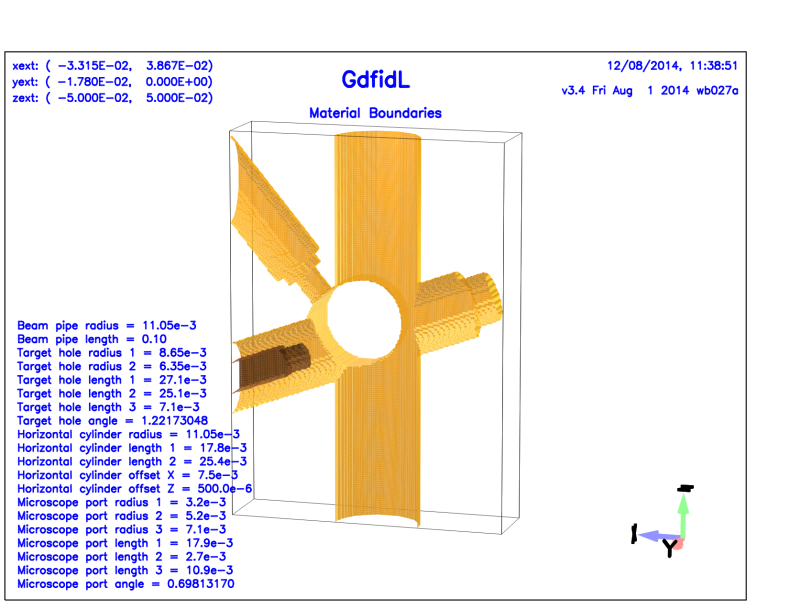 xext: ( -3.315E-02, 3.867E-02)
yext: ( -1.780E-02, 0.000E+00)
zext: ( -5.000E-02, 5.000E-02)
GdfidL
12/08/2014, 11:38:51
v3.4 Fri Aug 1 2014 wb027a
Material Boundaries
Beam pipe radius = 11.05e-3
Beam pipe length = 0.10
Target hole radius 1 = 8.65e-3
Target hole radius 2 = 6.35e-3
Target hole length 1 = 27.1e-3
Target hole length 2 = 25.1e-3
Target hole length 3 = 7.1e-3
Target hole angle = 1.22173048
Horizontal cylinder radius = 11.05e-3
Horizontal cylinder length 1 = 17.8e-3
Horizontal cylinder length 2 = 25.4e-3
Horizontal cylinder offset X = 7.5e-3
Horizontal cylinder offset Z = 500.0e-6
Microscope port radius 1 = 3.2e-3
Microscope port radius 2 = 5.2e-3
Microscope port radius 3 = 7.1e-3
Microscope port length 1 = 17.9e-3
Microscope port length 2 = 2.7e-3
Microscope port length 3 = 10.9e-3
Microscope port angle = 0.69813170
Y